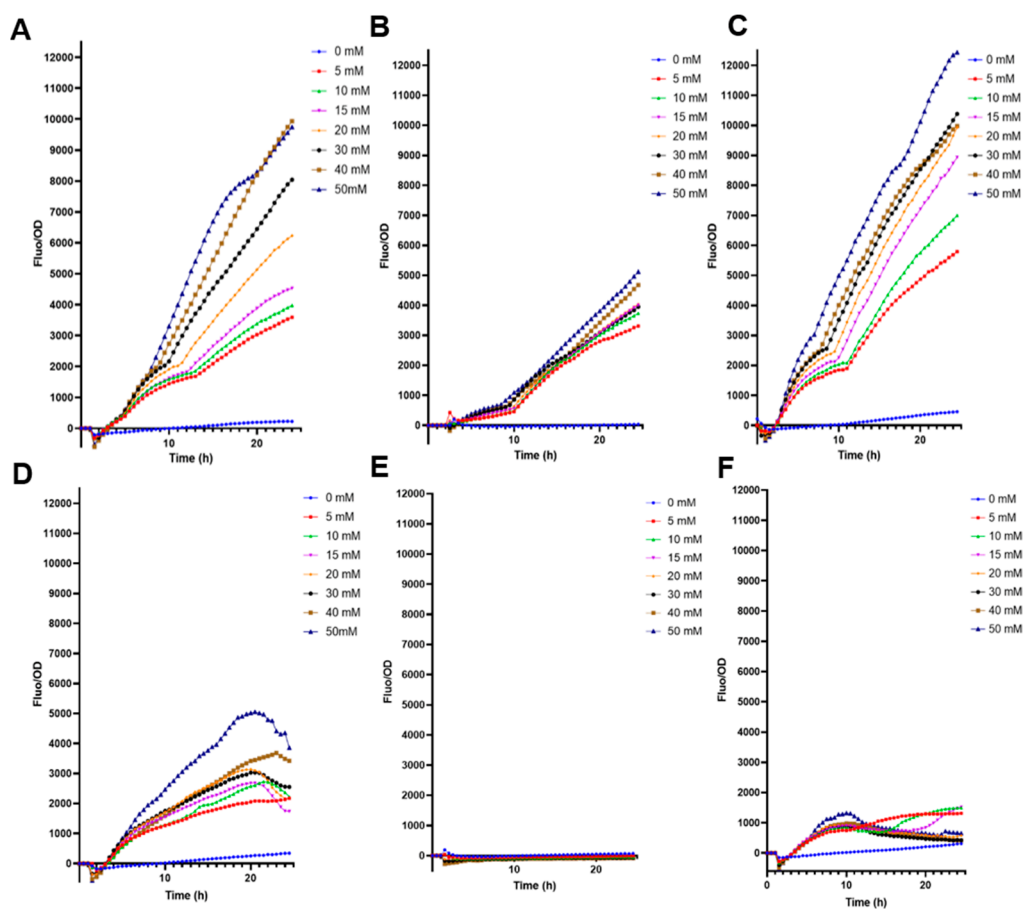 A
12000
11000
10000
9000
8000
7000
6000
5000
4000
3000
2000
1000
0
Fluo/OD
10
20
Time (h)
0 mM
5 mM
10 mM
15 mM
20 mM
30 mM
40 mM
50mM
B
12000
11000
10000
9000
8000
7000
6000
5000
4000
3000
2000
1000
0
Fluo/OD
10
20
Time (h)
0 mM
5 mM
10 mM
15 mM
20 mM
30 mM
40 mM
50 mM
C
12000
11000
10000
9000
8000
7000
6000
5000
4000
3000
2000
1000
0
Fluo/OD
10
20
Time (h)
0 mM
5 mM
10 mM
15 mM
20 mM
30 mM
40 mM
50 mM
D
12000
11000
10000
9000
8000
7000
6000
5000
4000
3000
2000
1000
0
Fluo/OD
10
20
Time (h)
0 mM
5 mM
10 mM
15 mM
20 mM
30 mM
40 mM
50mM
E
12000
11000
10000
9000
8000
7000
6000
5000
4000
3000
2000
1000
0
Fluo/OD
10
20
Time (h)
0 mM
5 mM
10 mM
15 mM
20 mM
30 mM
40 mM
50 mM
F
12000
11000
10000
9000
8000
7000
6000
5000
4000
3000
2000
1000
0
Fluo/OD
0
10
20
Time (h)
0 mM
5 mM
10 mM
15 mM
20 mM
30 mM
40 mM
50 mM